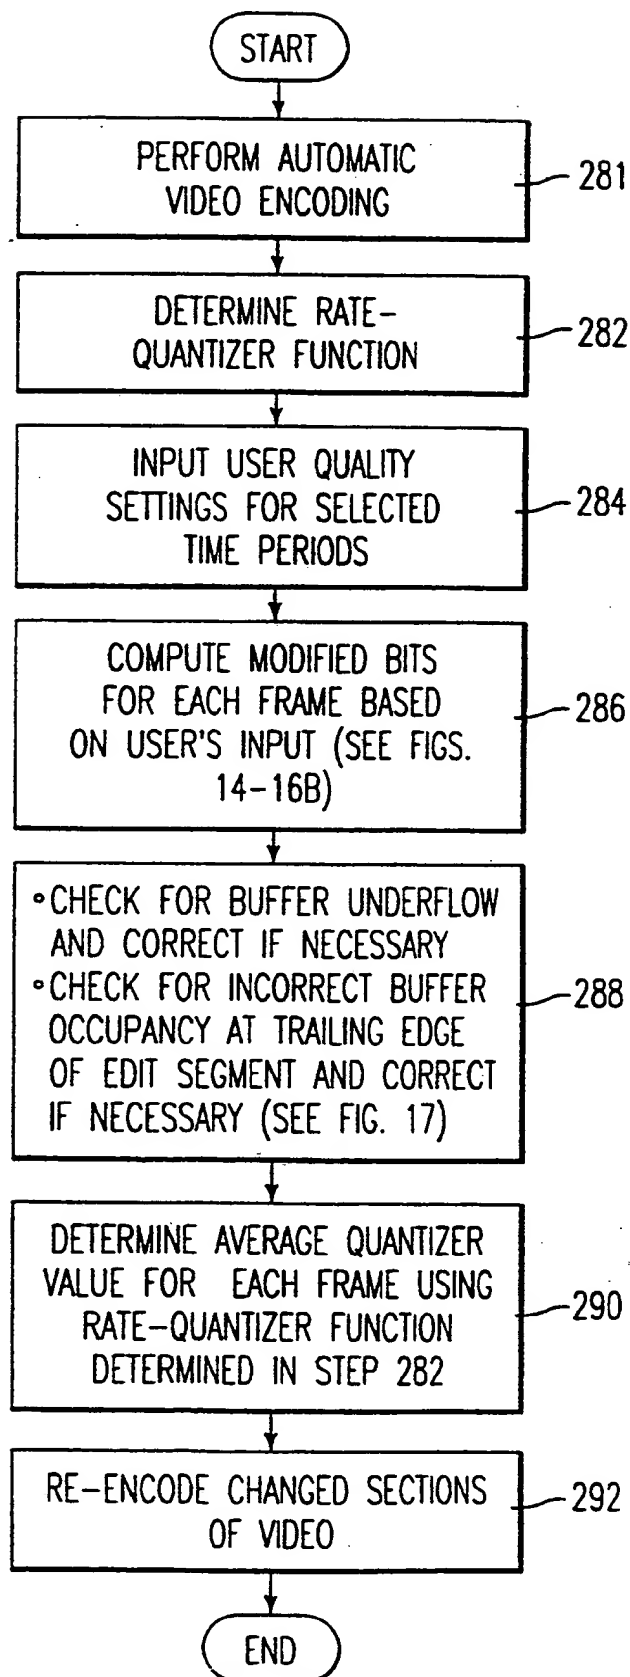 START
PERFORM AUTOMATIC
VIDEO ENCODING
281
DETERMINE RATE-
QUANTIZER FUNCTION
282
INPUT USER QUALITY
SETTINGS FOR SELECTED
TIME PERIODS
284
COMPUTE MODIFIED BITS
FOR EACH FRAME BASED
ON USER'S INPUT (SEE FIGS.
14-16B)
286
•CHECK FOR BUFFER UNDERFLOW
AND CORRECT IF NECESSARY
•CHECK FOR INCORRECT BUFFER
OCCUPANCY AT TRAILING EDGE
OF EDIT SEGMENT AND CORRECT
IF NECESSARY (SEE FIG. 17)
288
DETERMINE AVERAGE QUANTIZER
VALUE FOR EACH FRAME USING
RATE-QUANTIZER FUNCTION
DETERMINED IN STEP 282
290
RE-ENCODE CHANGED SECTIONS
OF VIDEO
292
END